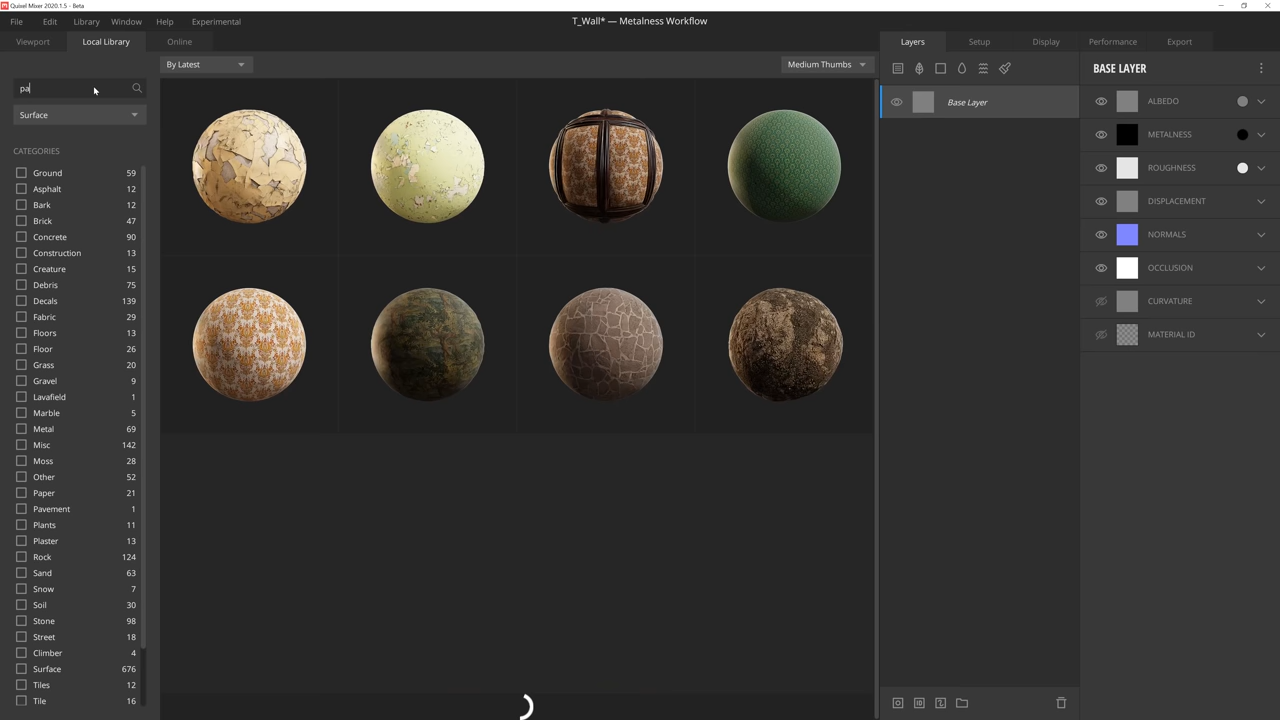 Quixel Mixer 2020.1.5 - Beta
File Edit Library Window Help Experimental
T_Wall* — Metalness Workflow
Viewport Local Library Online
Layers Setup Display Performance Export
By Latest
Medium Thumbs
pa
Surface
CATEGORIES
Ground 59
Asphalt 12
Bark 12
Brick 47
Concrete 90
Construction 13
Creature 15
Debris 75
Decals 139
Fabric 29
Floors 13
Floor 26
Grass 20
Gravel 9
Lavafield 1
Marble 5
Metal 69
Misc 142
Moss 28
Other 52
Paper 21
Pavement 1
Plants 11
Plaster 13
Rock 124
Sand 63
Snow 7
Soil 30
Stone 98
Street 18
Climber 4
Surface 676
Tiles 12
Tile 16
Base Layer
BASE LAYER
ALBEDO
METALNESS
ROUGHNESS
DISPLACEMENT
NORMALS
OCCLUSION
CURVATURE
MATERIAL ID